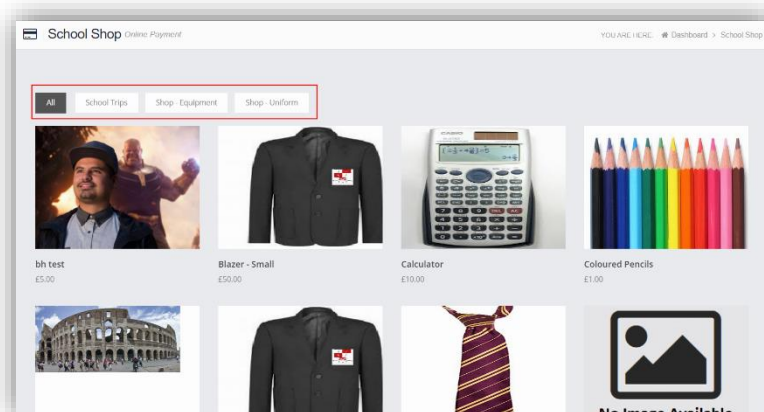 School Shop Online Payment
YOU ARE HERE: Dashboard > School Shop
All School Trips Shop - Equipment Shop - Uniform
CASIO
bh test Blazer - Small Calculator Coloured Pencils
£5.00 £50.00 £10.00 £1.00
No Image Available